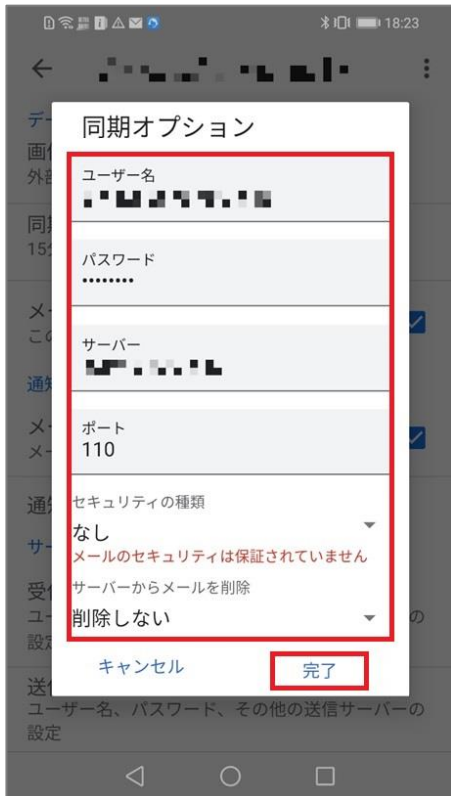 18:23
同期オプション
ユーザー名
パスワード
••••••••
サーバー
ポート
110
セキュリティの種類
なし
メールのセキュリティは保証されていません
サーバーからメールを削除
削除しない
キャンセル
完了
ユーザー名、パスワード、その他の送信サーバーの
設定